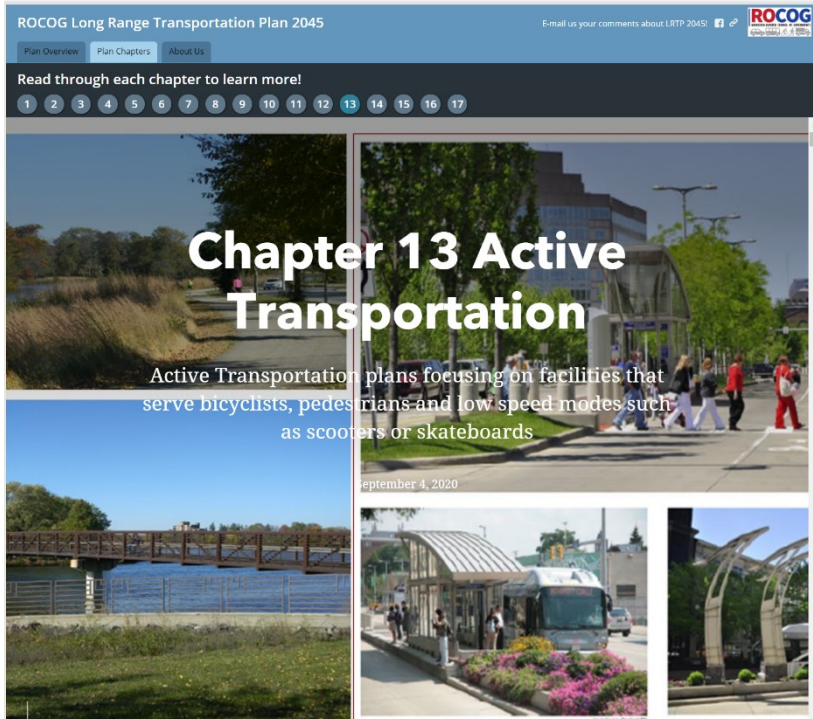 ROCOG Long Range Transportation Plan 2045
E-mail us your comments about LRTP 2045!
ROCOG
Plan Overview
Plan Chapters
About Us
Read through each chapter to learn more!
1 2 3 4 5 6 7 8 9 10 11 12 13 14 15 16 17
Chapter 13 Active
Transportation
Active Transportation plans focusing on facilities that
serve bicyclists, pedestrians and low speed modes such
as scooters or skateboards
September 4, 2020